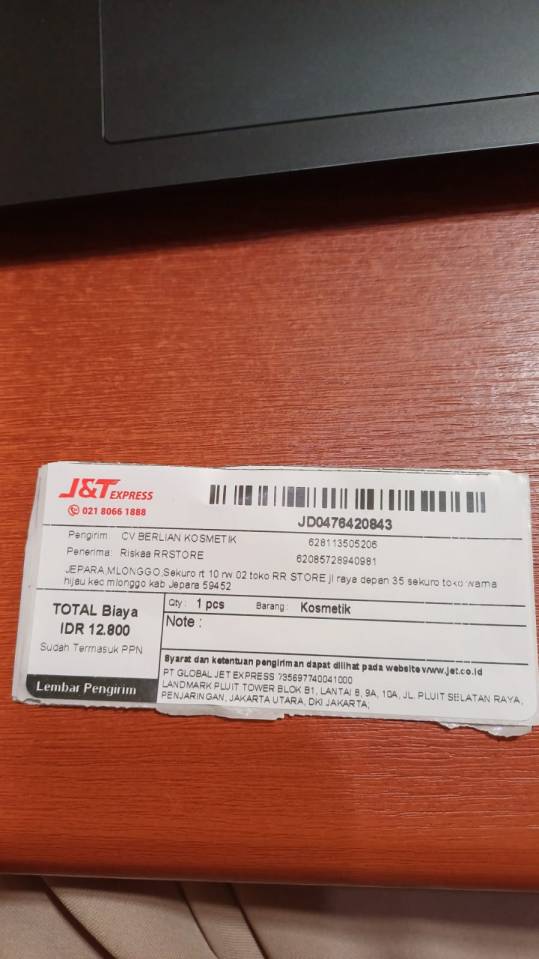 J&T EXPRESS
021 8066 1888
JD0476420843
Pengirim: CV BERLIAN KOSMETIK 628113505206
Penerima: Riskaa RRSTORE 62085728940981
JEPARA,MLONGGO,Sekuro rt 10 rw 02 toko RR STORE jl raya depan 35 sekuro toko warna
hijau kec mlonggo kab Jepara 59452
TOTAL Biaya
IDR 12.800
Sudah Termasuk PPN
Lembar Pengirim
Qty: 1 pcs Barang: Kosmetik
Note :
Syarat dan ketentuan pengiriman dapat dilihat pada website www.jet.co.id
PT GLOBAL JET EXPRESS 735697740041000
LANDMARK PLUIT TOWER BLOK B1, LANTAI 8, 9A, 10A, JL. PLUIT SELATAN RAYA,
PENJARINGAN, JAKARTA UTARA, DKI JAKARTA;